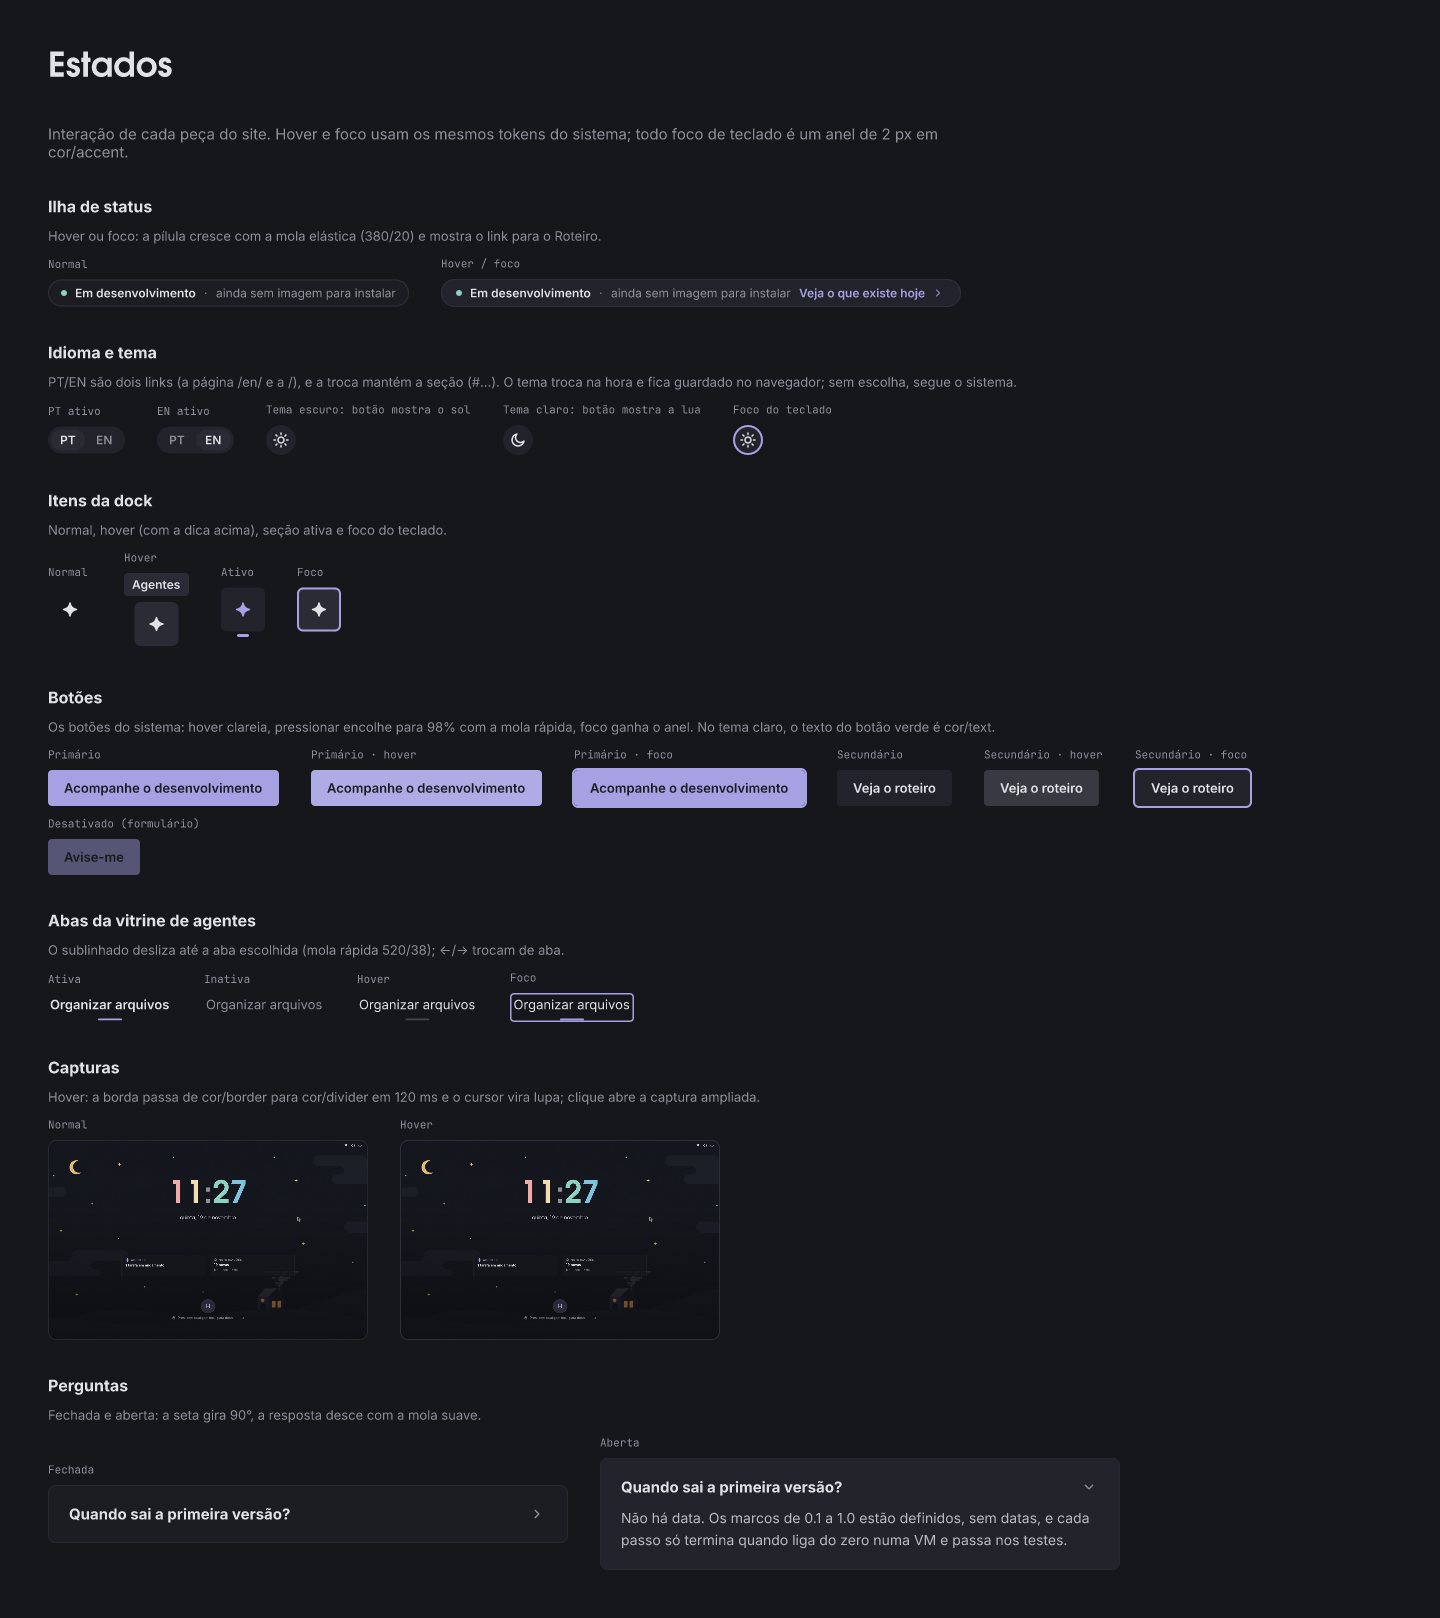 Estados
Interação de cada peça do site. Hover e foco usam os mesmos tokens do sistema; todo foco de teclado é um anel de 2 px em
cor/accent.
Ilha de status
Hover ou foco: a pílula cresce com a mola elástica (380/20) e mostra o link para o Roteiro.
Normal
Hover / foco
Em desenvolvimento · ainda sem imagem para instalar
Em desenvolvimento · ainda sem imagem para instalar Veja o que existe hoje
Idioma e tema
PT/EN são dois links (a página /en/ e a /), e a troca mantém a seção (#...). O tema troca na hora e fica guardado no navegador; sem escolha, segue o sistema.
PT ativo
EN ativo
Tema escuro: botão mostra o sol
Tema claro: botão mostra a lua
Foco do teclado
PT EN
PT EN
Itens da dock
Normal, hover (com a dica acima), seção ativa e foco do teclado.
Normal
Hover
Ativo
Foco
Agentes
Botões
Os botões do sistema: hover clareia, pressionar encolhe para 98% com a mola rápida, foco ganha o anel. No tema claro, o texto do botão verde é cor/text.
Primário
Primário · hover
Primário · foco
Secundário
Secundário · hover
Secundário · foco
Acompanhe o desenvolvimento
Acompanhe o desenvolvimento
Acompanhe o desenvolvimento
Veja o roteiro
Veja o roteiro
Veja o roteiro
Desativado (formulário)
Avise-me
Abas da vitrine de agentes
O sublinhado desliza até a aba escolhida (mola rápida 520/38); ←/→ trocam de aba.
Ativa
Inativa
Hover
Foco
Organizar arquivos
Organizar arquivos
Organizar arquivos
Organizar arquivos
Capturas
Hover: a borda passa de cor/border para cor/divider em 120 ms e o cursor vira lupa; clique abre a captura ampliada.
Normal
Hover
11:27
11:27
Perguntas
Fechada e aberta: a seta gira 90°, a resposta desce com a mola suave.
Fechada
Quando sai a primeira versão?
Aberta
Quando sai a primeira versão?
Não há data. Os marcos de 0.1 a 1.0 estão definidos, sem datas, e cada
passo só termina quando liga do zero numa VM e passa nos testes.